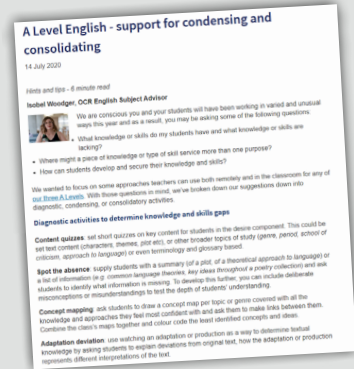 A Level English - support for condensing and
consolidating
14 July 2020
Hints and tips - 6 minute read
Isobel Woodger, OCR English Subject Advisor
We are conscious you and your students will have been working in varied and unusual
ways this year and as a result, you may be asking some of the following questions.
• What knowledge or skills do my students have and what knowledge or skills are
lacking?
• Where might a piece of knowledge or type of skill service more than one purpose?
• How can students develop and secure their knowledge and skills?
We wanted to focus on some approaches teachers can use both remotely and in the classroom for any of
our three A Levels. With those questions in mind, we've broken down our suggestions down into
diagnostic, condensing, or consolidatory activities.
Diagnostic activities to determine knowledge and skills gaps
Content quizzes: set short quizzes on key content for students in the desire component. This could be
set text content (characters, themes, plot etc), or other broader topics of study (genre, period, school of
criticism, approach to language) or even terminology and glossary based.
Spot the absence: supply students with a summary (of a plot, of a theoretical approach to language) or
a list of information (e.g. common language theories, key ideas throughout a poetry collection) and ask
students to identify what information is missing. To develop this further, you can include deliberate
misconceptions or misunderstandings to test the depth of students' understanding.
Concept mapping: ask students to draw a concept map per topic or genre covered with all the
knowledge and approaches they feel most confident with and ask them to make links between them.
Combine the class's maps together and colour code the least identified concepts and ideas.
Adaptation deviation: use watching an adaptation or production as a way to determine textual
knowledge by asking students to explain deviations from original text, how the adaptation or production
represents different interpretations of the text.